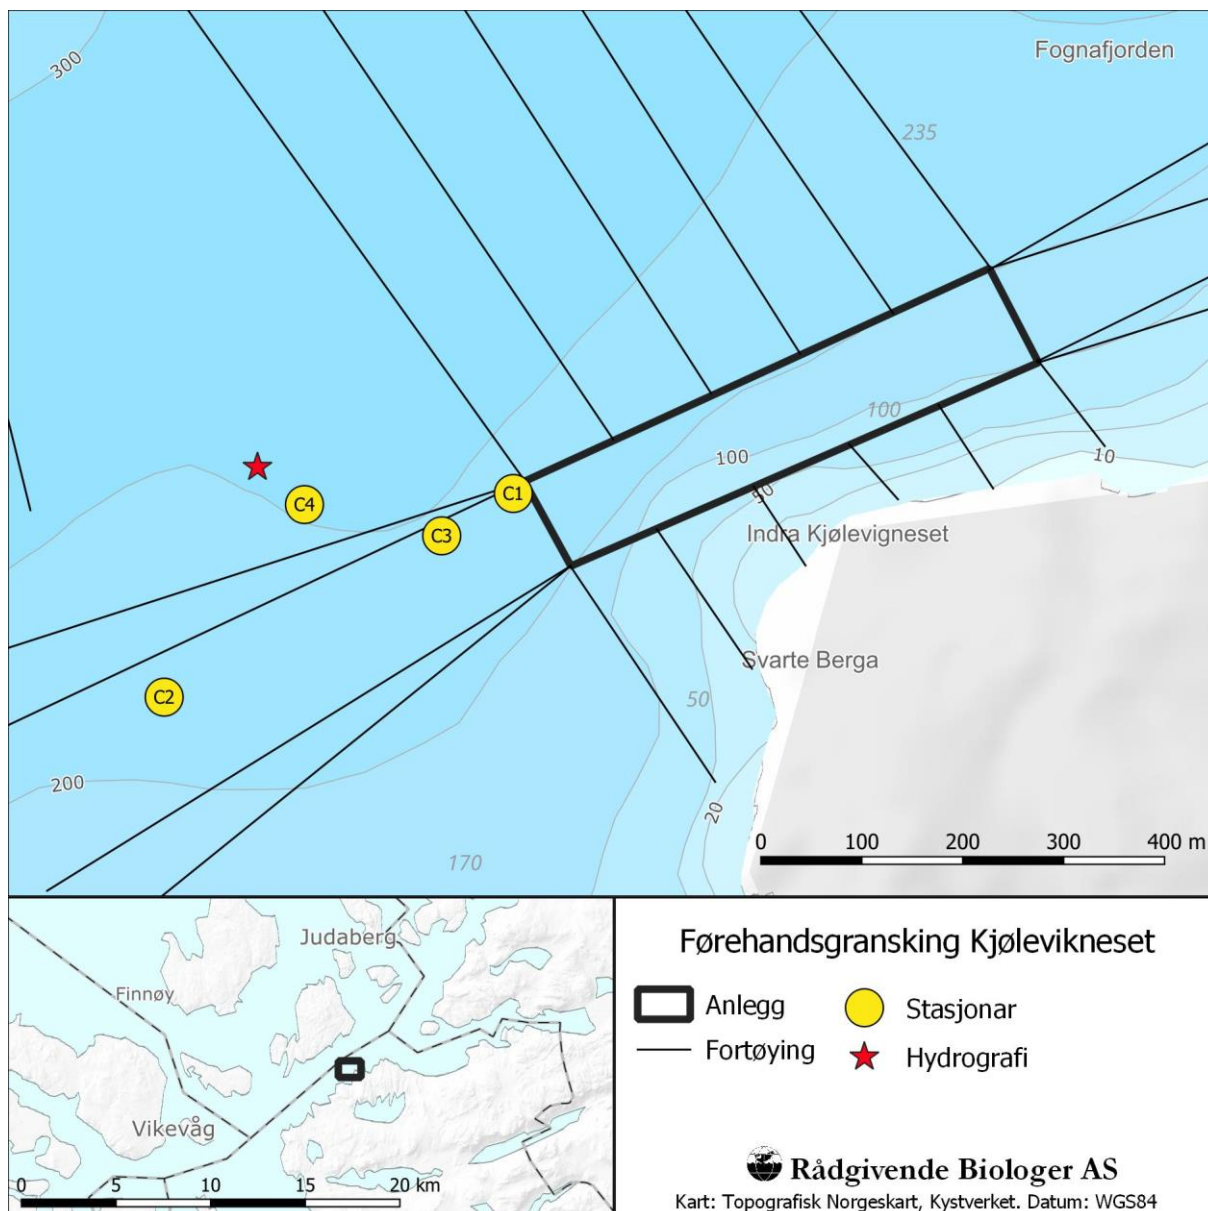 300
Fognafjorden
235
100
100
10
50
C1
C4
C3
Indra Kjølevigneset
Svarte Berga
C2
50
200
20
170
0 100 200 300 400 m
Judaberg
Finnøy
Vikevåg
0 5 10 15 20 km
Førehandsgransking Kjølevikneset
Anlegg
Stasjonar
Fortøying
Hydrografi
Rådgivende Biologer AS
Kart: Topografisk Norgeskart, Kystverket. Datum: WGS84